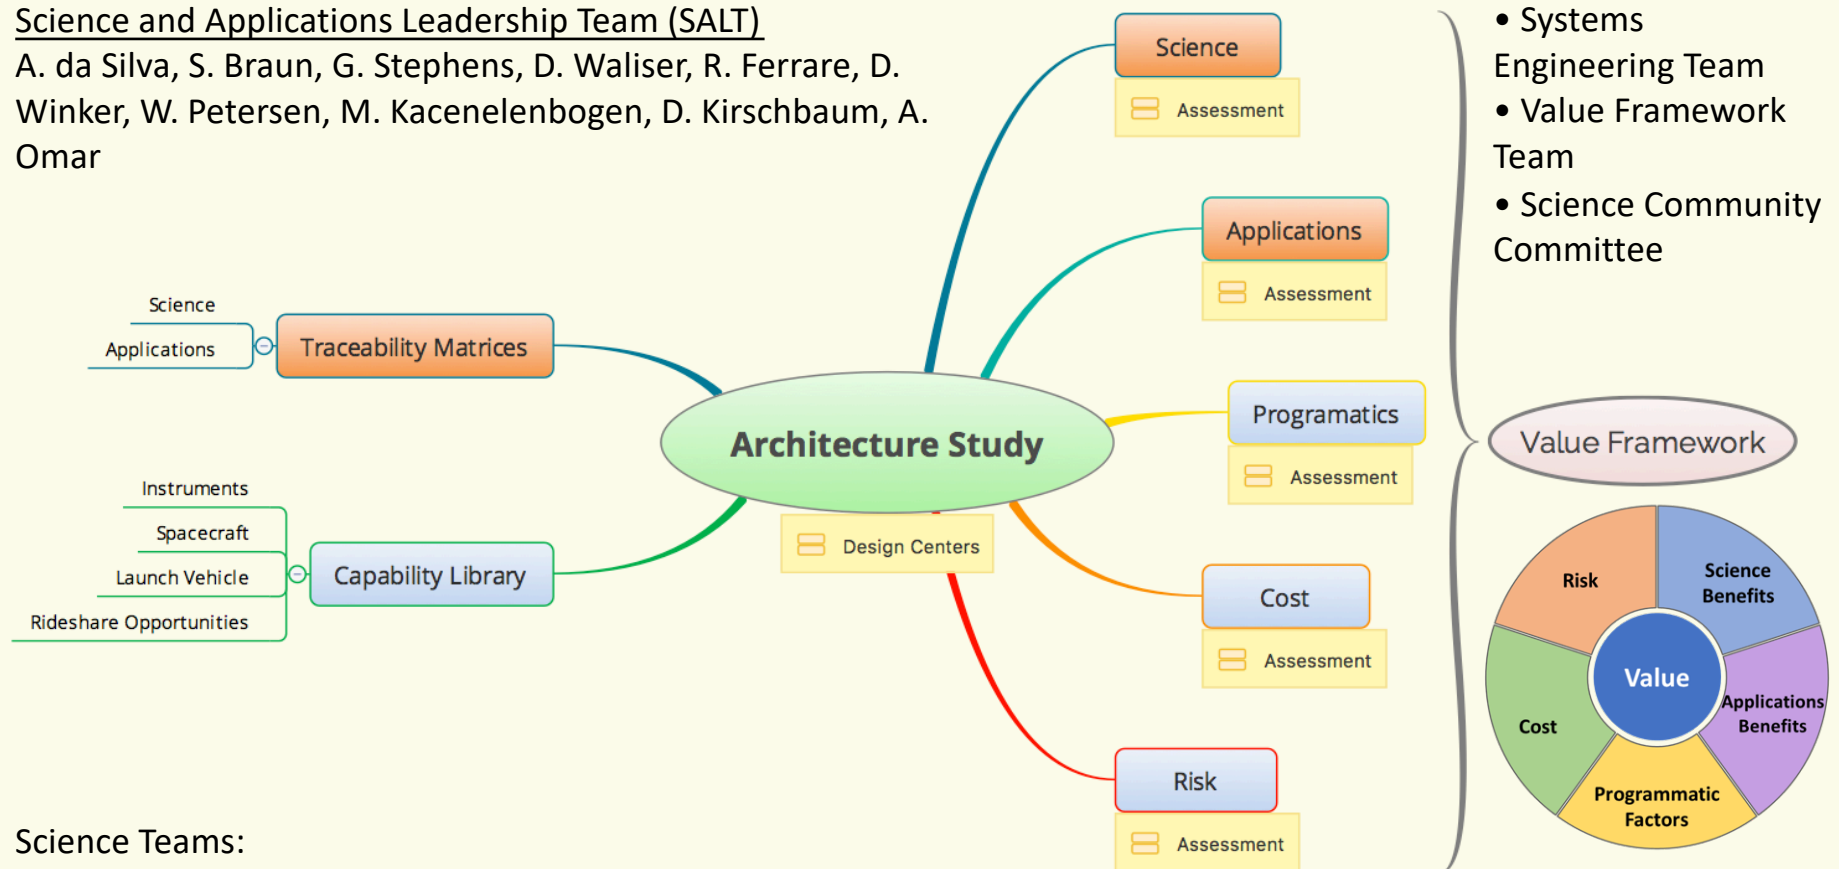 Science and Applications Leadership Team (SALT)
A. da Silva, S. Braun, G. Stephens, D. Waliser, R. Ferrare, D.
Winker, W. Petersen, M. Kacenelenbogen, D. Kirschbaum, A.
Omar
• Systems
Engineering Team
• Value Framework
Team
• Science Community
Committee
Science
Assessment
Applications
Assessment
Science
Applications
Traceability Matrices
Programatics
Assessment
Architecture Study
Design Centers
Value Framework
Instruments
Spacecraft
Launch Vehicle
Rideshare Opportunities
Capability Library
Cost
Assessment
Risk
Assessment
Risk
Science
Benefits
Value
Cost
Applications
Benefits
Programmatic
Factors
Science Teams: